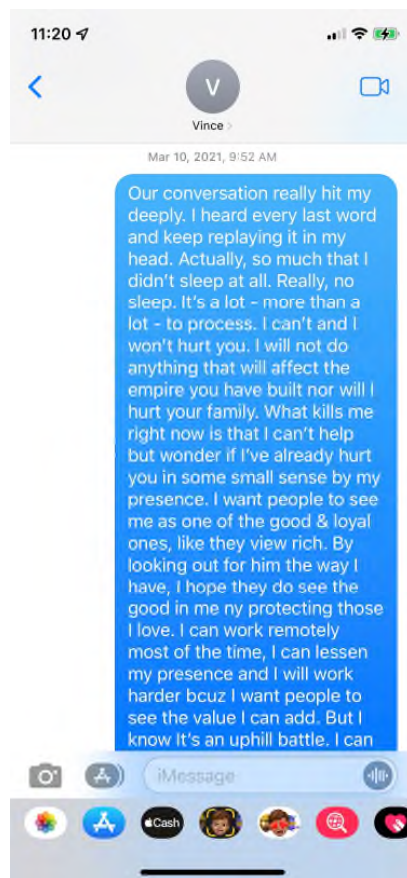 11:20
V
Vince
Mar 10, 2021, 9:52 AM
Our conversation really hit my
deeply. I heard every last word
and keep replaying it in my
head. Actually, so much that I
didn't sleep at all. Really, no
sleep. It's a lot - more than a
lot - to process. I can't and I
won't hurt you. I will not do
anything that will affect the
empire you have built nor will I
hurt your family. What kills me
right now is that I can't help
but wonder if I've already hurt
you in some small sense by my
presence. I want people to see
me as one of the good & loyal
ones, like they view rich. By
looking out for him the way I
have, I hope they do see the
good in me ny protecting those
I love. I can work remotely
most of the time, I can lessen
my presence and I will work
harder bcuz I want people to
see the value I can add. But I
know It's an uphill battle. I can
iMessage
Cash